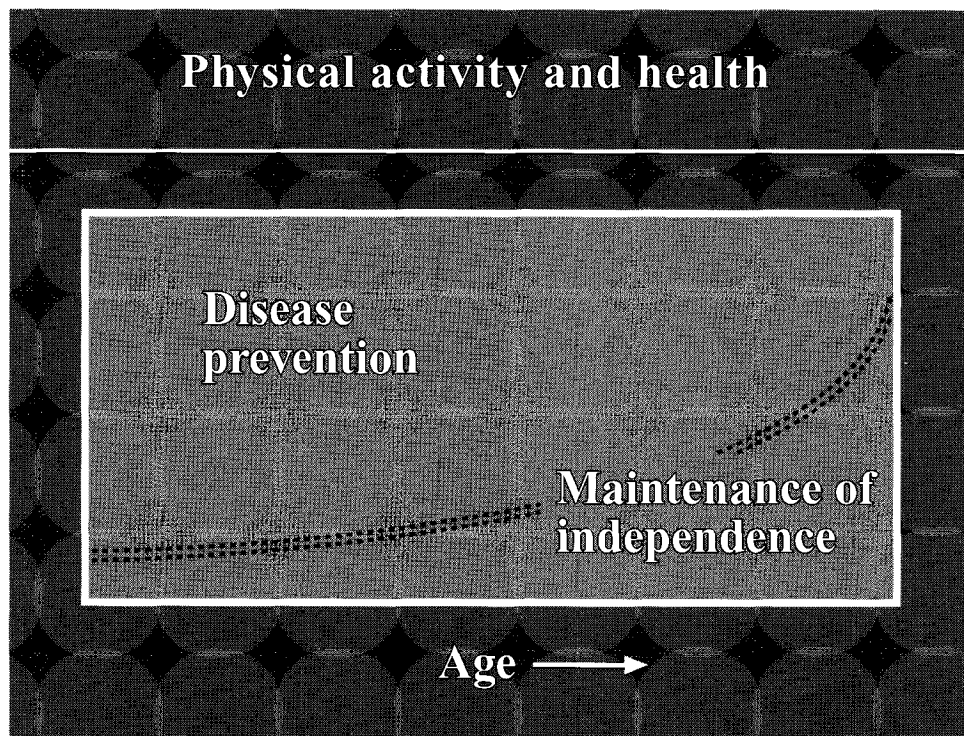 Physical activity and health
Disease
prevention
Maintenance of
independence
Age